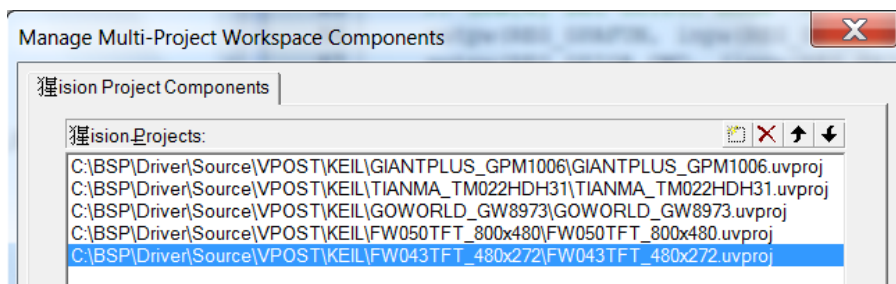 Manage Multi-Project Workspace Components
獏ision Project Components
獏ision Projects:
C:\BSP\Driver\Source\VPOST\KEIL\GIANTPLUS_GPM1006\GIANTPLUS_GPM1006.uvproj
C:\BSP\Driver\Source\VPOST\KEIL\TIANMA_TM022HDH31\TIANMA_TM022HDH31.uvproj
C:\BSP\Driver\Source\VPOST\KEIL\GOWORLD_GW8973\GOWORLD_GW8973.uvproj
C:\BSP\Driver\Source\VPOST\KEIL\FW050TFT_800x480\FW050TFT_800x480.uvproj
C:\BSP\Driver\Source\VPOST\KEIL\FW043TFT_480x272\FW043TFT_480x272.uvproj